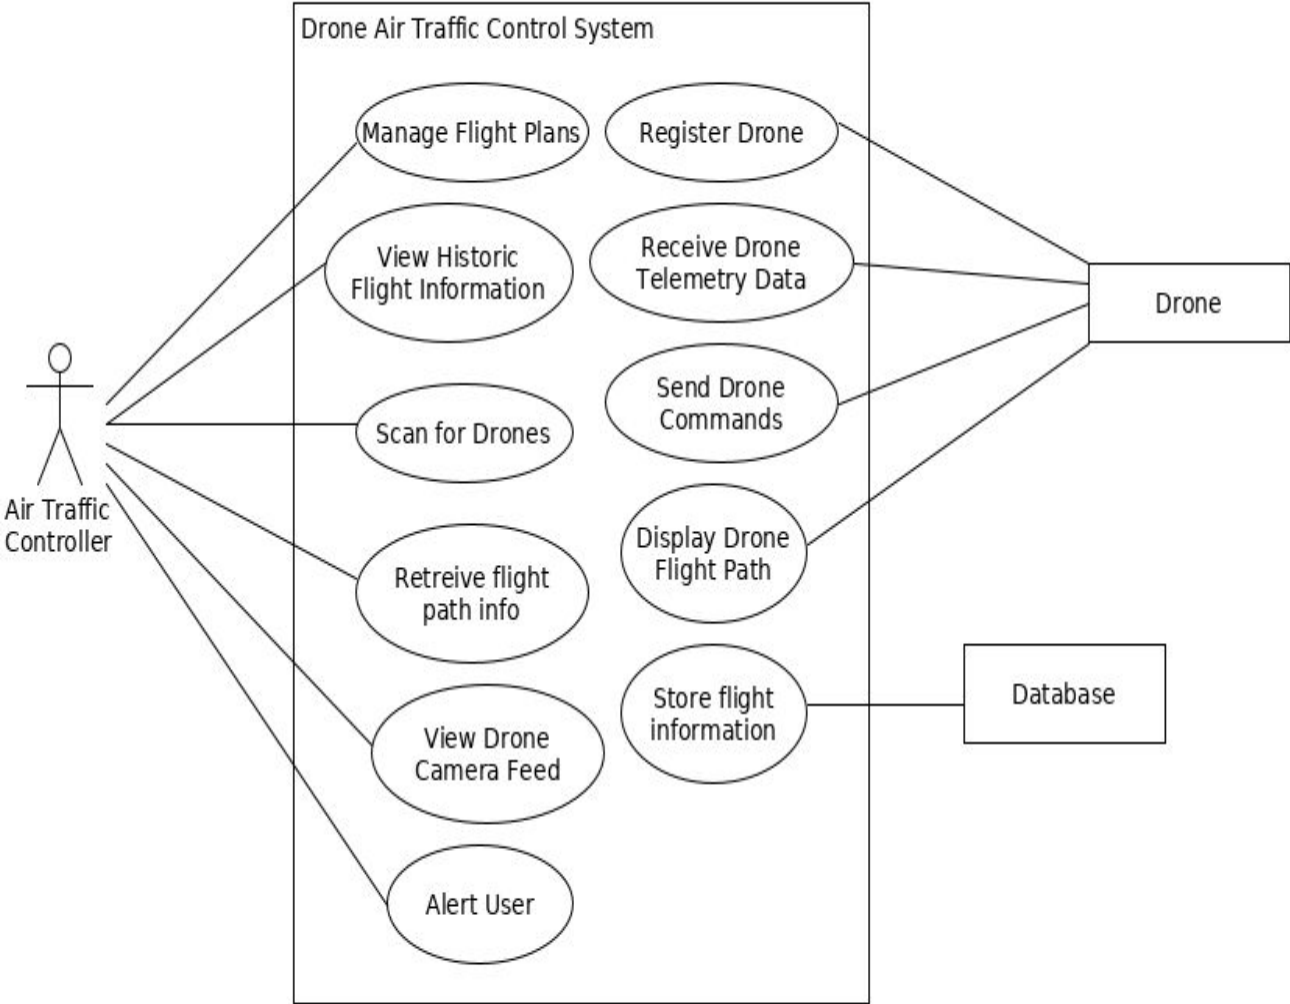 Drone Air Traffic Control System
Manage Flight Plans
Register Drone
View Historic
Flight Information
Receive Drone
Telemetry Data
Drone
Send Drone
Commands
Scan for Drones
Air Traffic
Controller
Display Drone
Flight Path
Retreive flight
path info
Store flight
information
Database
View Drone
Camera Feed
Alert User